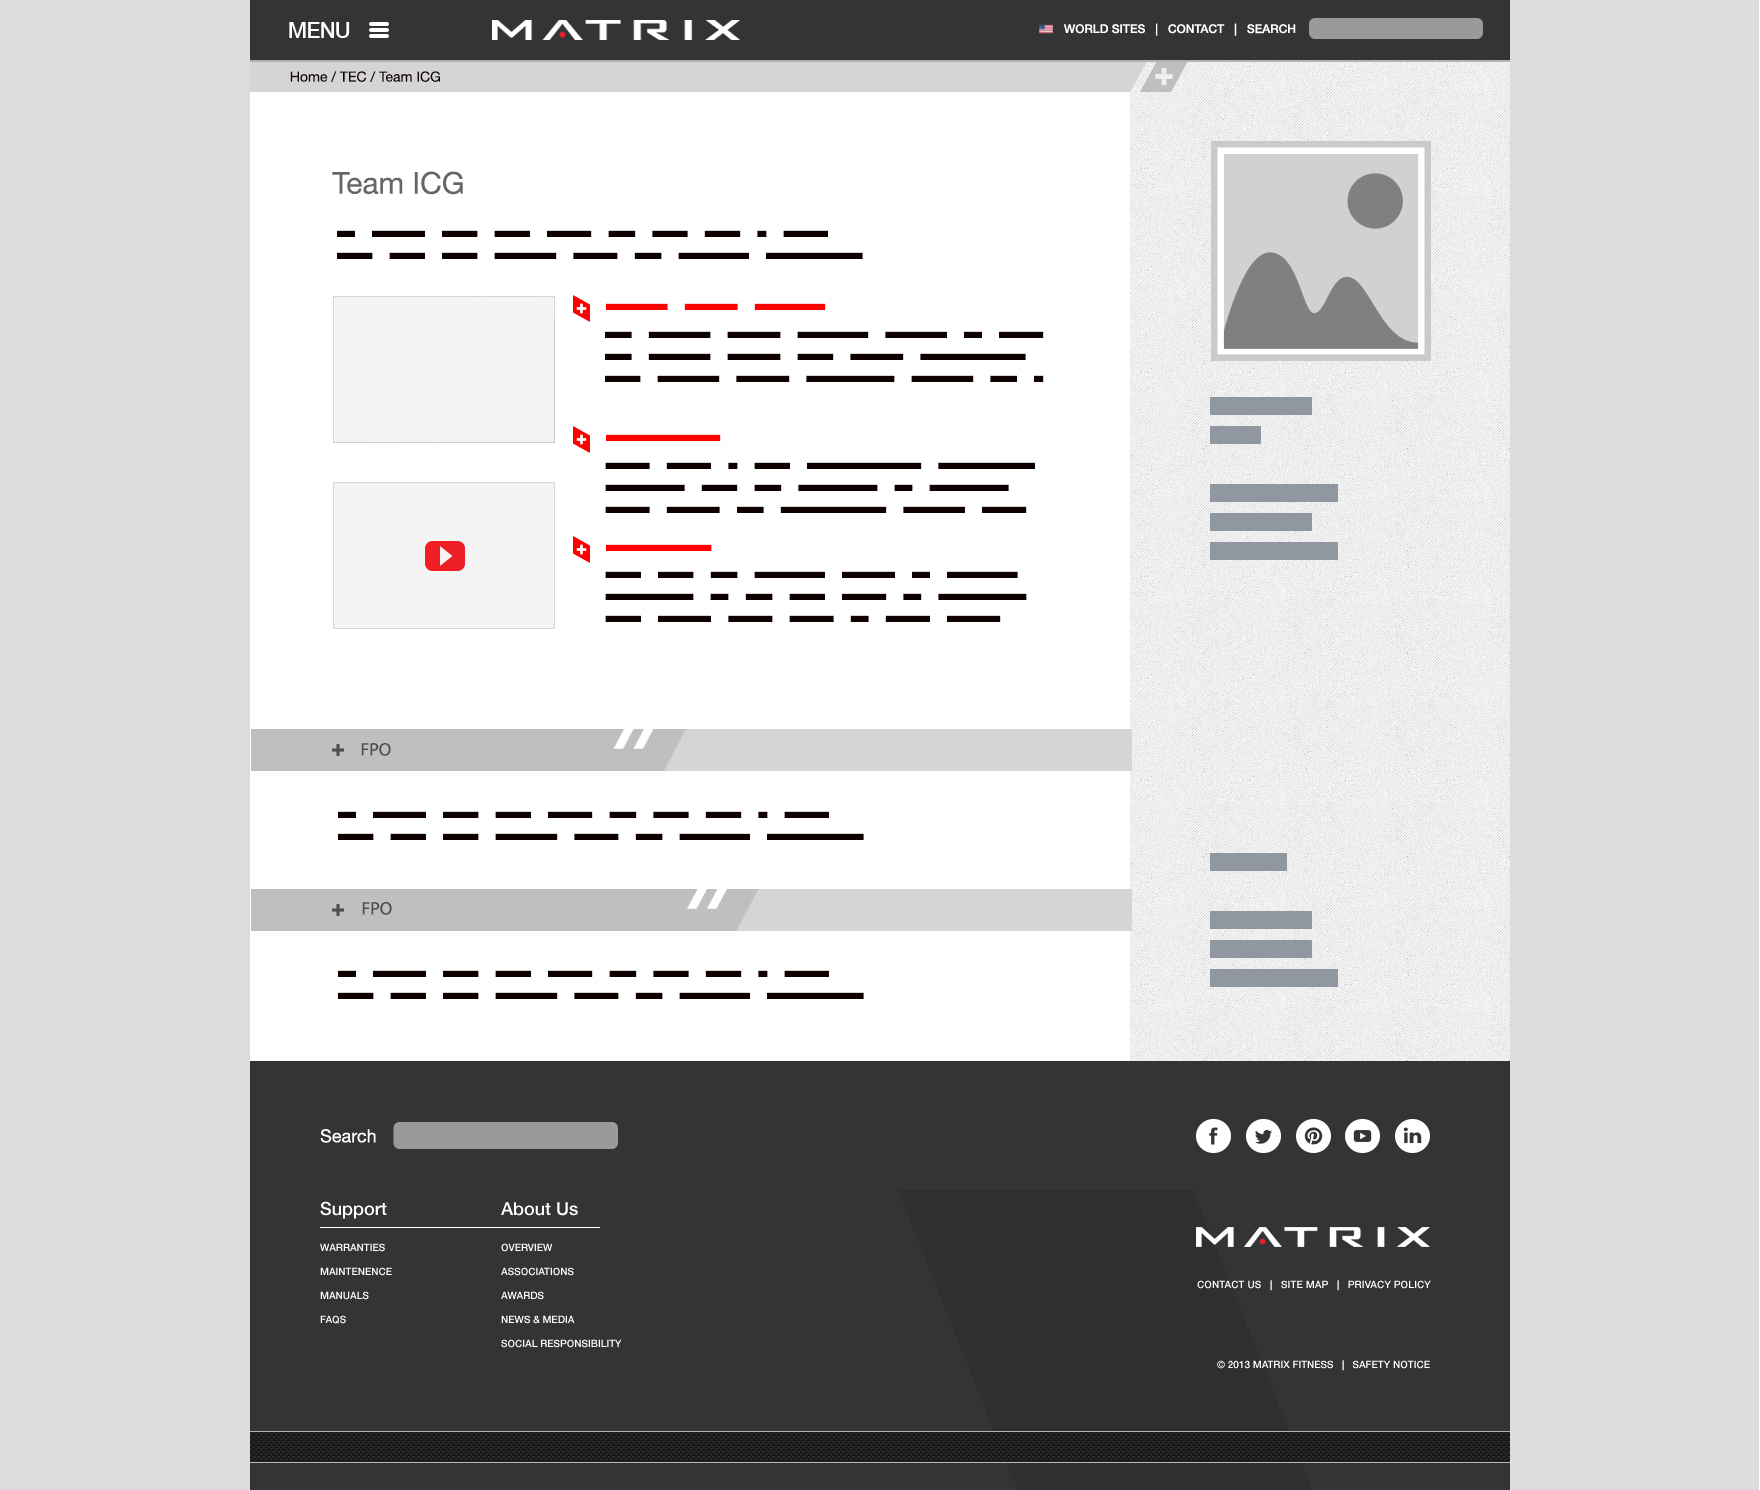 MENU
MATRIX
WORLD SITES | CONTACT | SEARCH
Home / TEC / Team ICG
Team ICG
FPO
FPO
Search
Support
About Us
WARRANTIES
OVERVIEW
MAINTENENCE
ASSOCIATIONS
MANUALS
AWARDS
FAQS
NEWS & MEDIA
SOCIAL RESPONSIBILITY
MATRIX
CONTACT US | SITE MAP | PRIVACY POLICY
© 2013 MATRIX FITNESS | SAFETY NOTICE